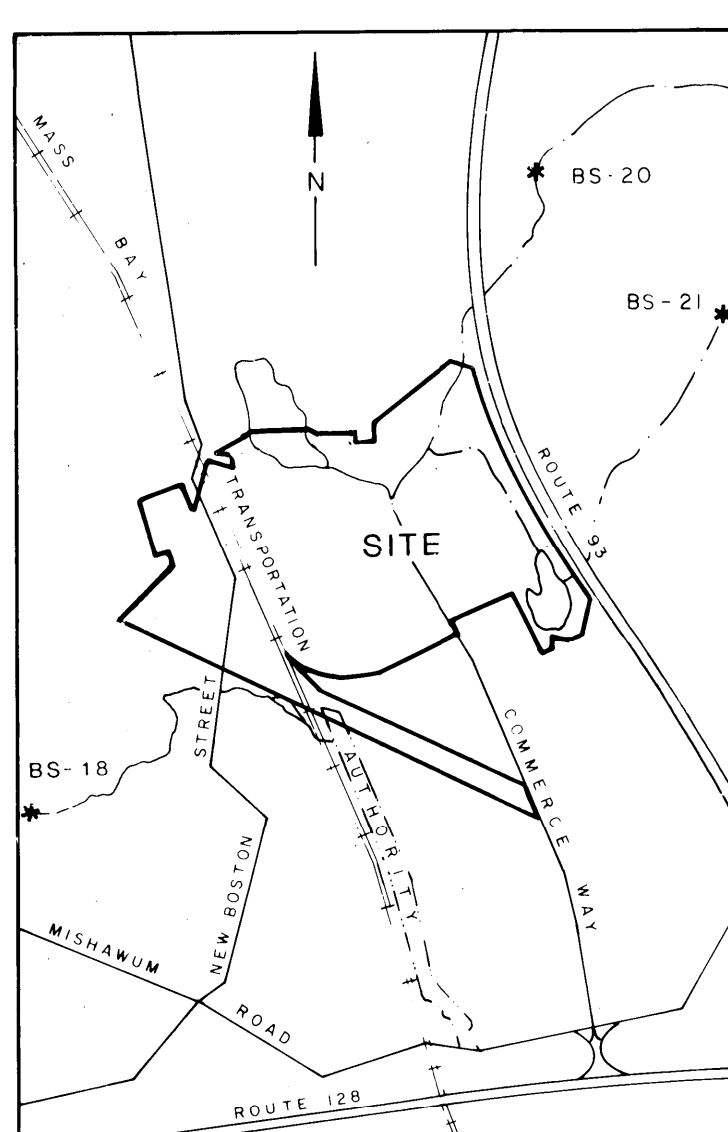 MASS
BAY
N
BS-20
BS-21
TRANSPORTATION
ROUTE 93
SITE
STREET
BS-18
AUTHORITY
COMMERCE
WAY
NEW BOSTON
MISHAWUM
ROAD
ROUTE 128